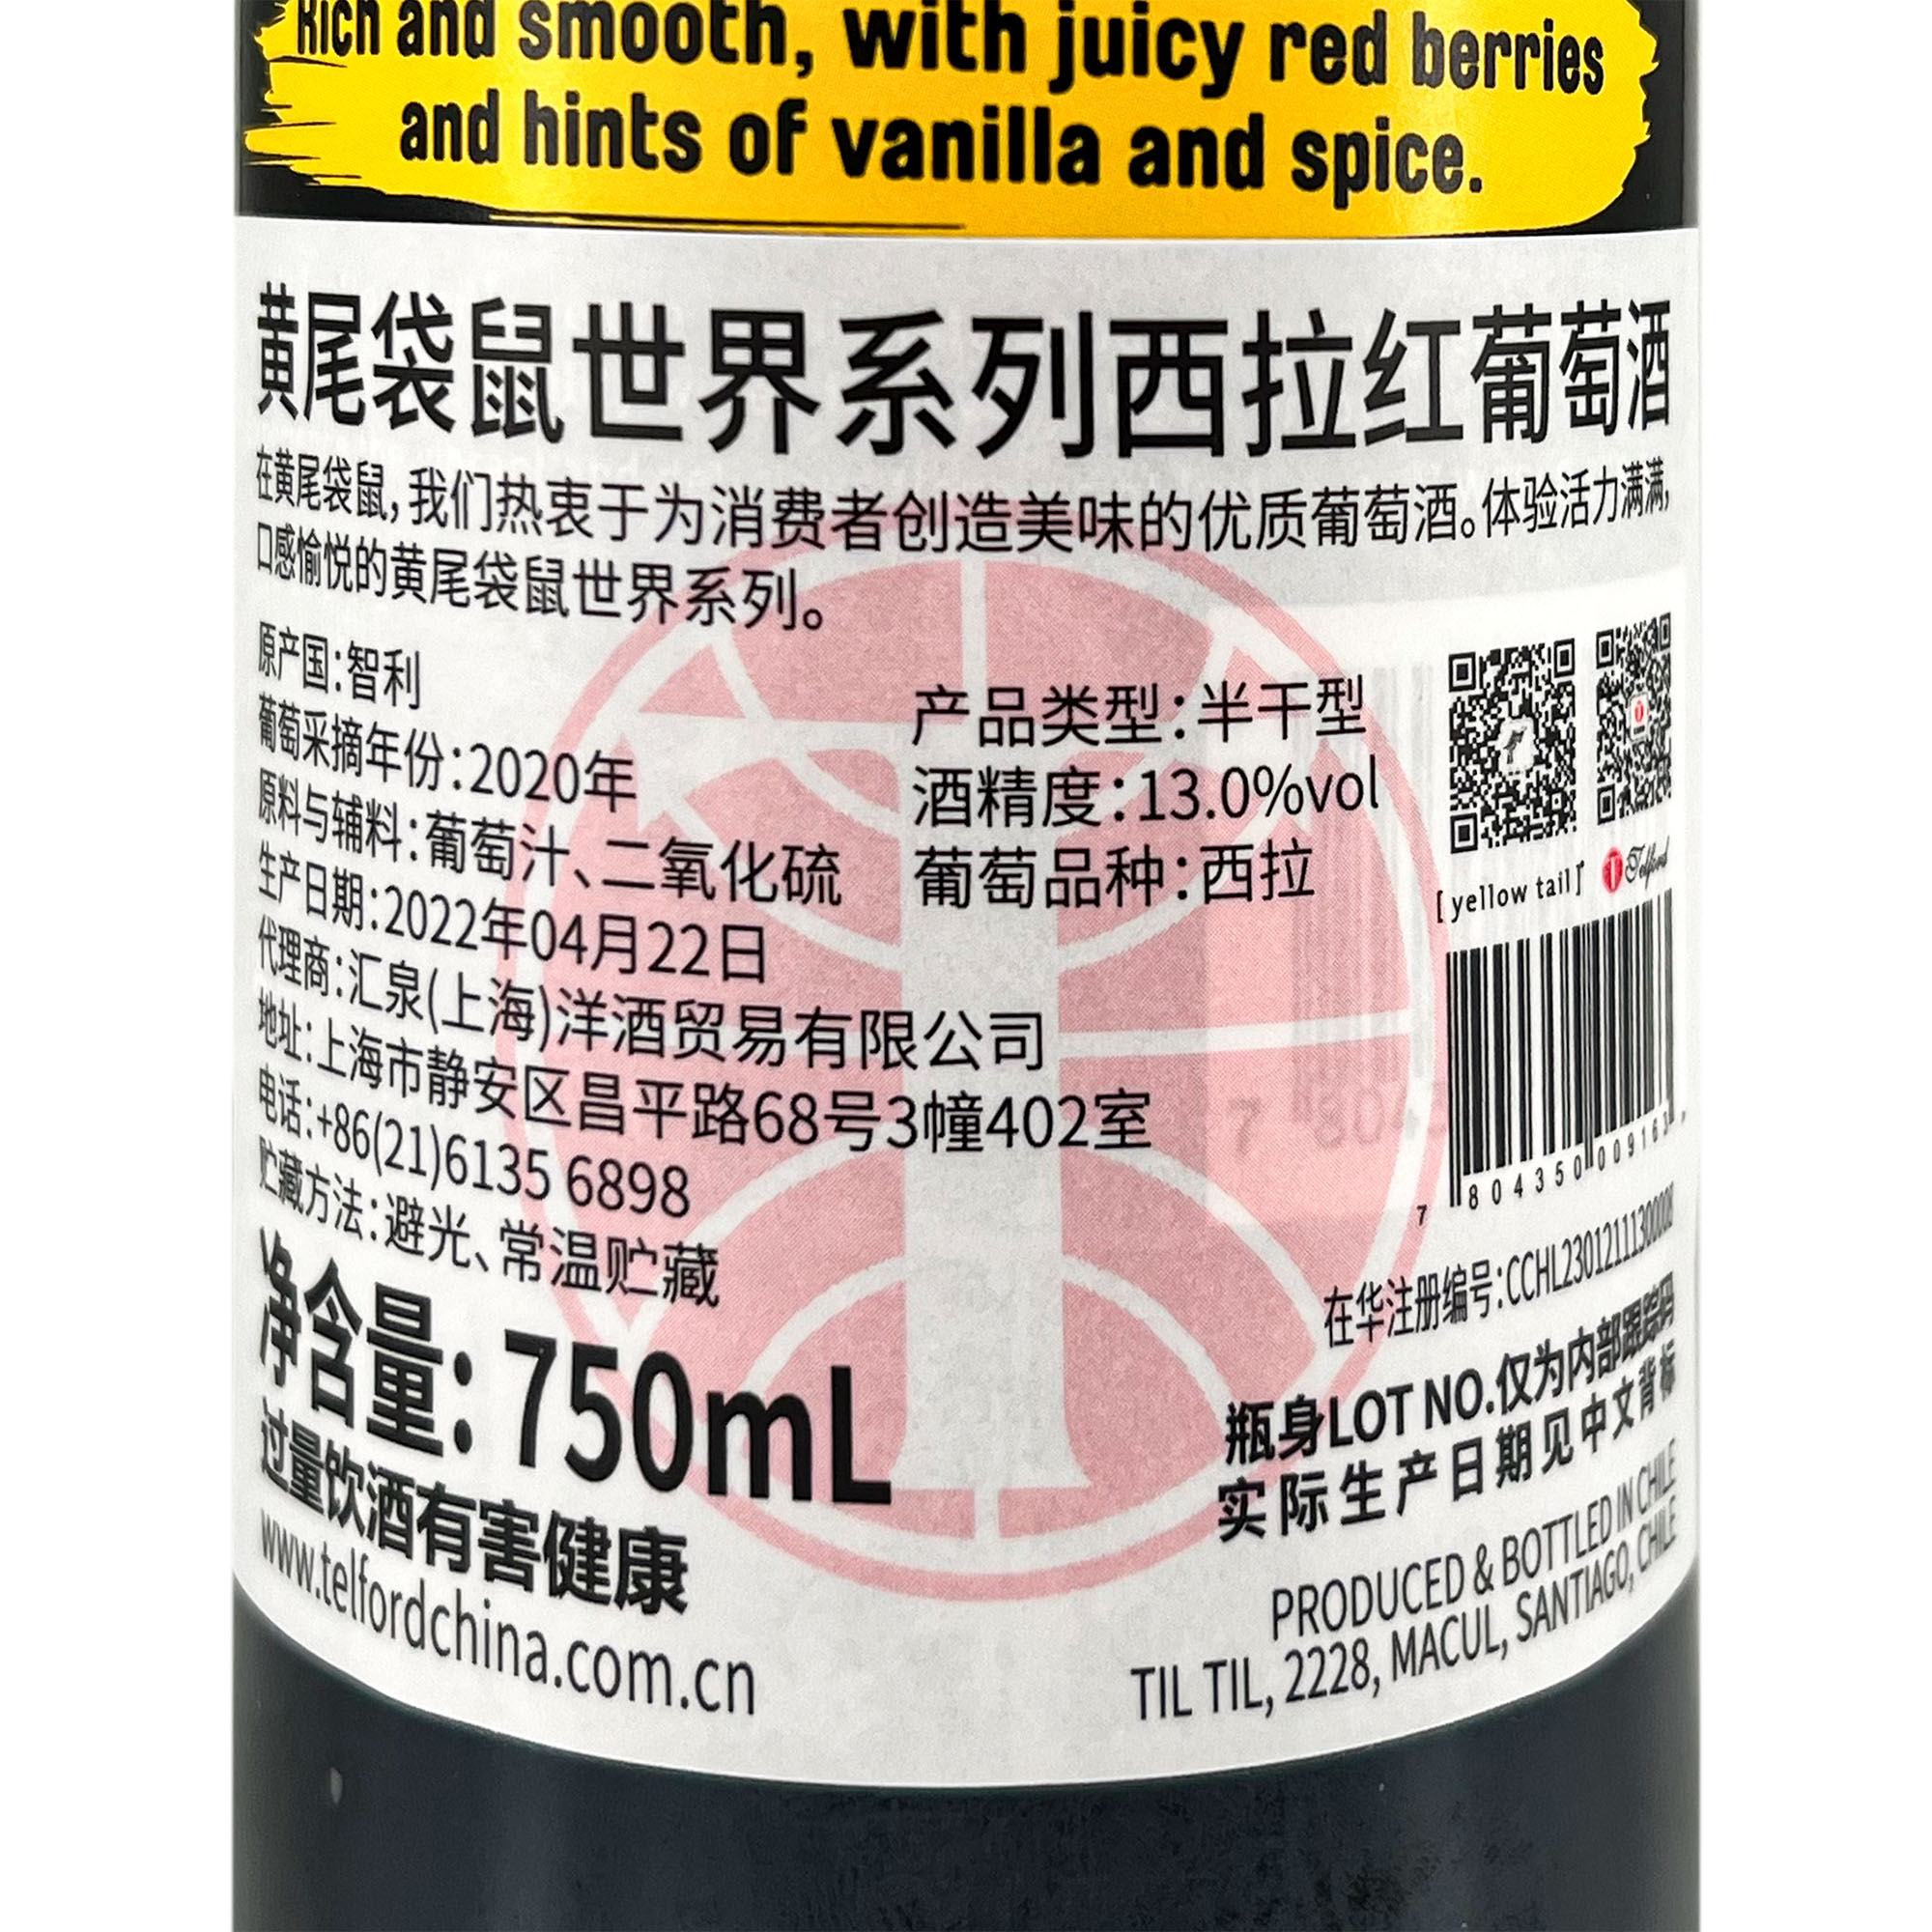 Rich and smooth, with juicy red berries
and hints of vanilla and spice.
黄尾袋鼠世界系列西拉红葡萄酒
在黄尾袋鼠,我们热衷于为消费者创造美味的优质葡萄酒。体验活力满满,
口感愉悦的黄尾袋鼠世界系列。
原产国:智利
葡萄采摘年份:2020年
产品类型:半干型
原料与辅料:葡萄汁、二氧化硫
酒精度:13.0%vol
生产日期:2022年04月22日
葡萄品种:西拉
代理商:汇泉(上海)洋酒贸易有限公司
地址:上海市静安区昌平路68号3幢402室
电话:+86(21)6135 6898
贮藏方法:避光、常温贮藏
净含量: 750mL
过量饮酒有害健康
www.telfordchina.com.cn
[ yellow tail ]
Telford
7 804350 009163
在华注册编号:CCHL23012111300008
瓶身LOT NO.仅为内部跟踪码
实际生产日期见中文背标
PRODUCED & BOTTLED IN CHILE
TIL TIL, 2228, MACUL, SANTIAGO, CHILE